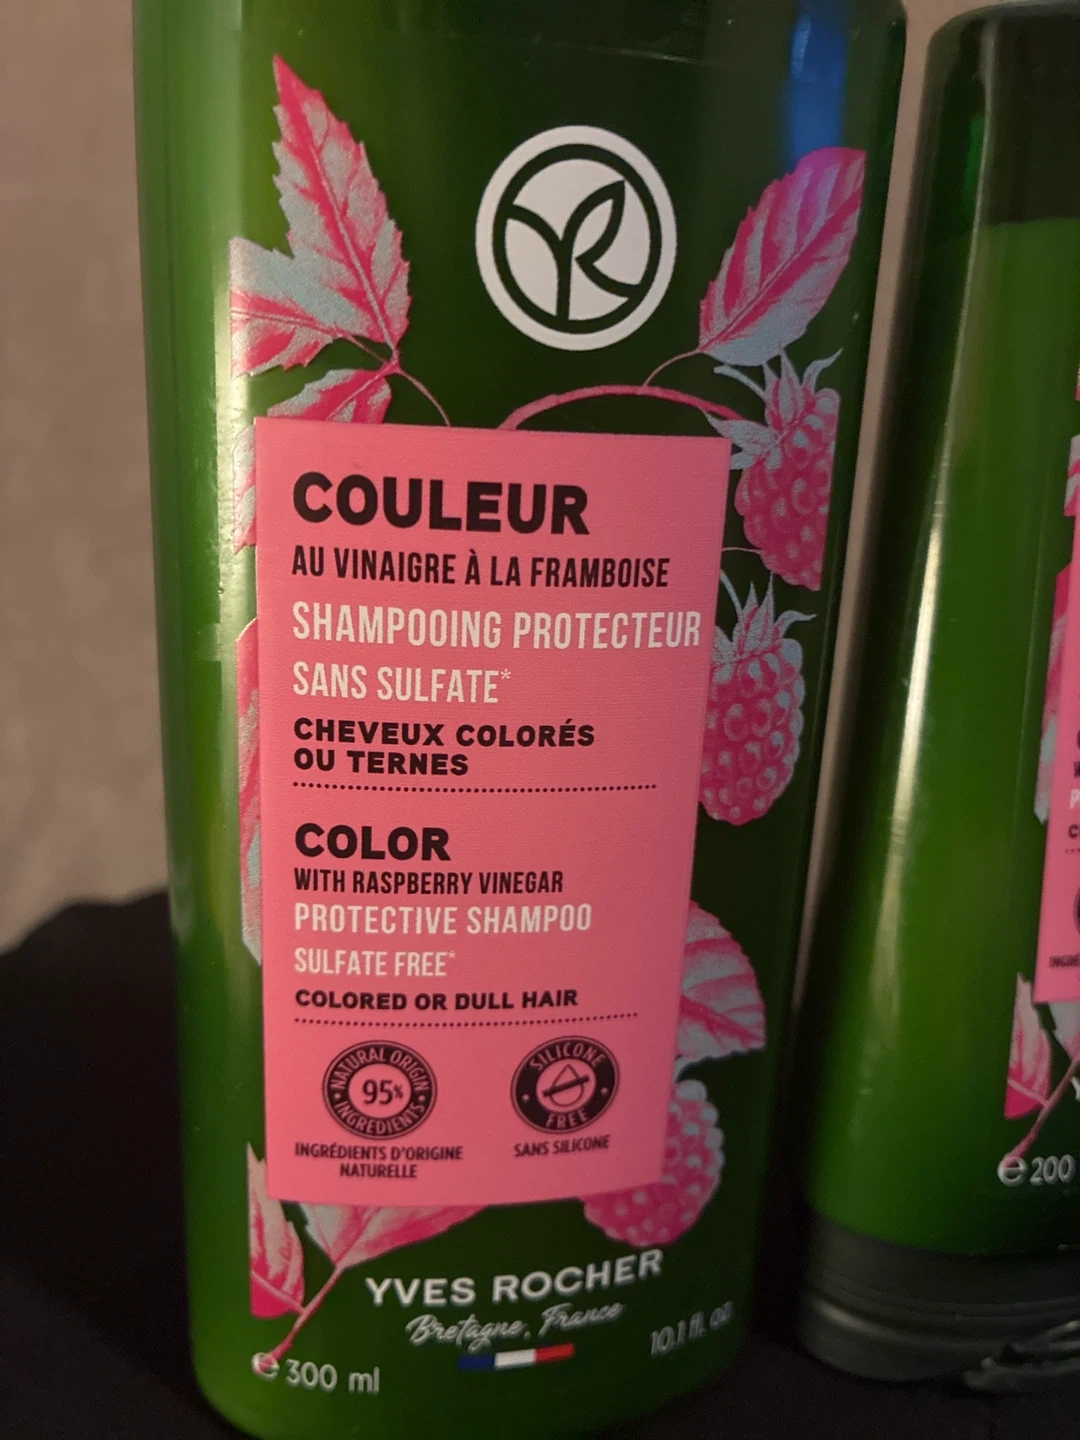 YR
COULEUR
AU VINAIGRE À LA FRAMBOISE
SHAMPOOING PROTECTEUR
SANS SULFATE*
CHEVEUX COLORÉS
OU TERNES
COLOR
WITH RASPBERRY VINEGAR
PROTECTIVE SHAMPOO
SULFATE FREE*
COLORED OR DULL HAIR
NATURAL ORIGIN
95%
INGREDIENTS
INGRÉDIENTS D'ORIGINE
NATURELLE
SILICONE
FREE
SANS SILICONE
YVES ROCHER
Bretagne, France
℮ 300 ml
10.1 fl. oz.
℮ 200